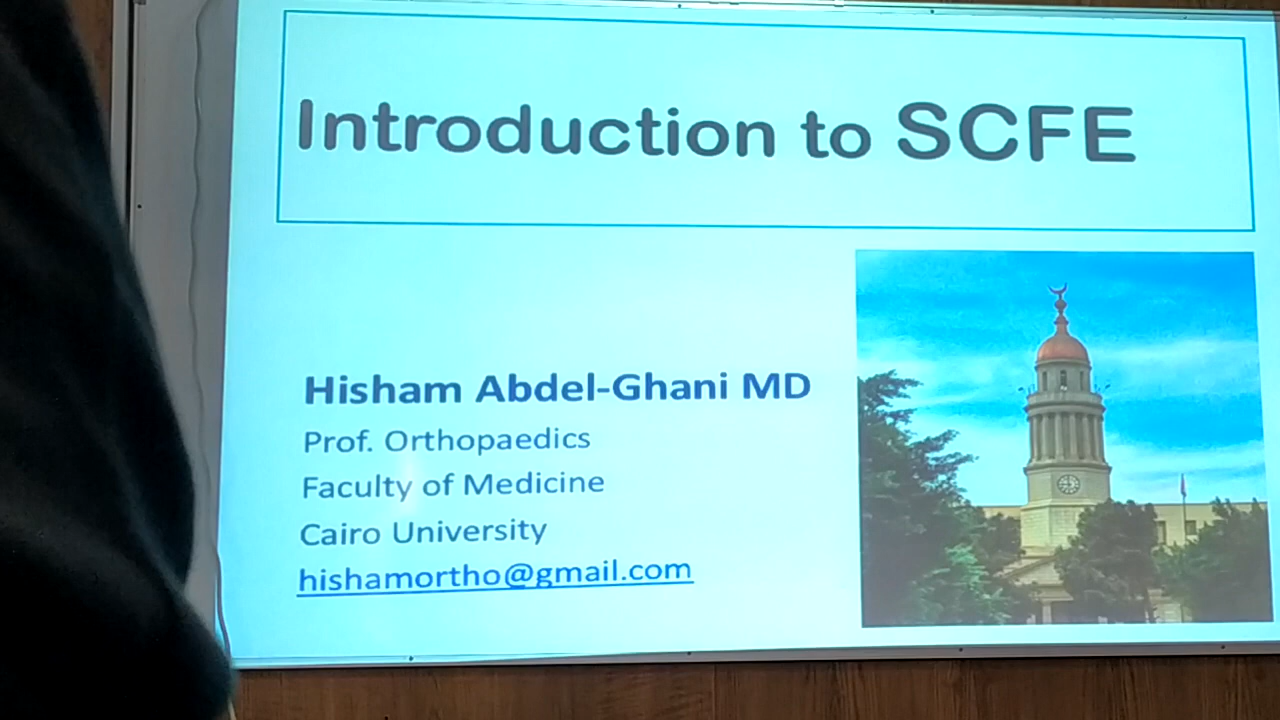 Introduction to SCFE
Hisham Abdel-Ghani MD
Prof. Orthopaedics
Faculty of Medicine
Cairo University
hishamortho@gmail.com